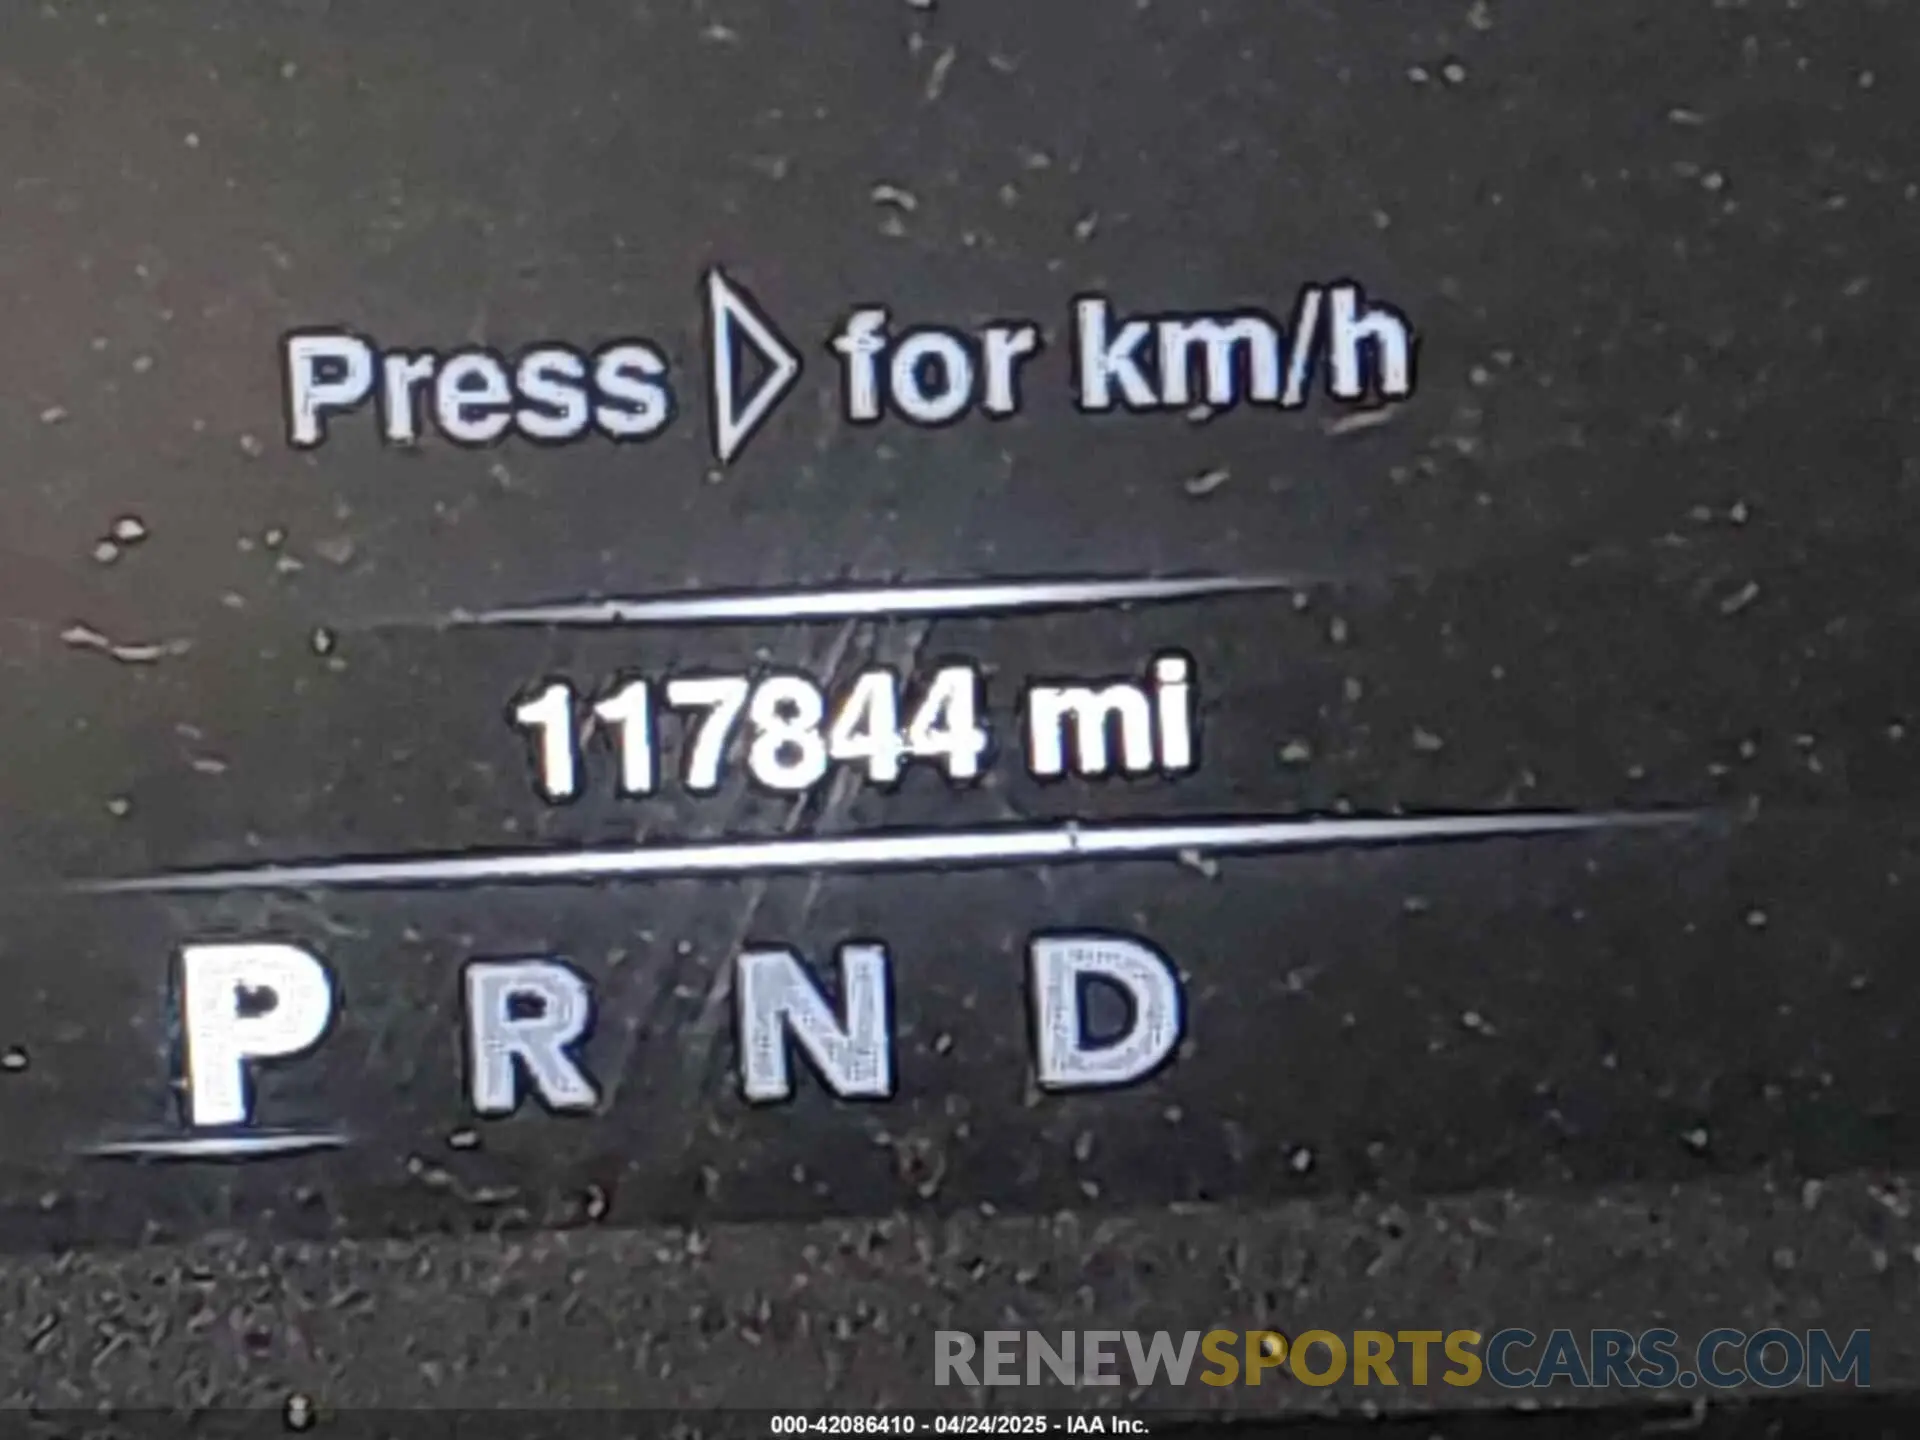 Press ▷ for km/h
117844 mi
P R N D
RENEWSPORTSCARS.COM
000-42086410 - 04/24/2025 - IAA Inc.